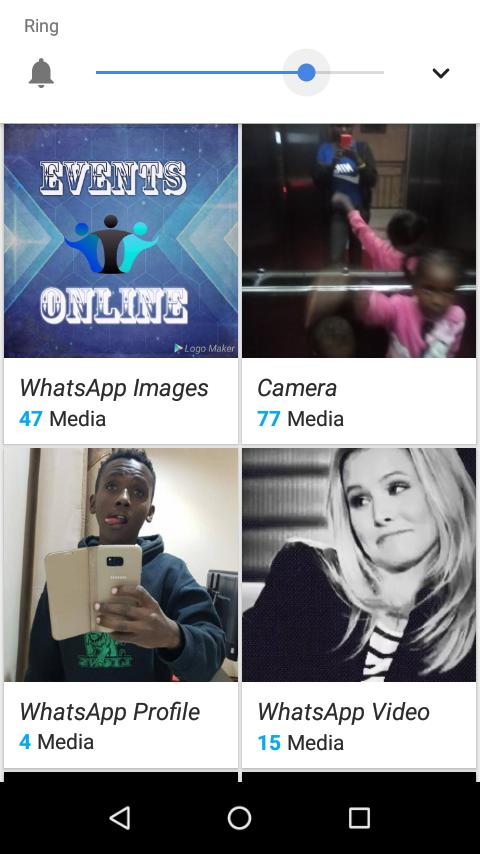 Ring
EVENTS
ONLINE
Logo Maker
WhatsApp Images
47 Media
Camera
77 Media
SAMSUNG
WhatsApp Profile
4 Media
WhatsApp Video
15 Media